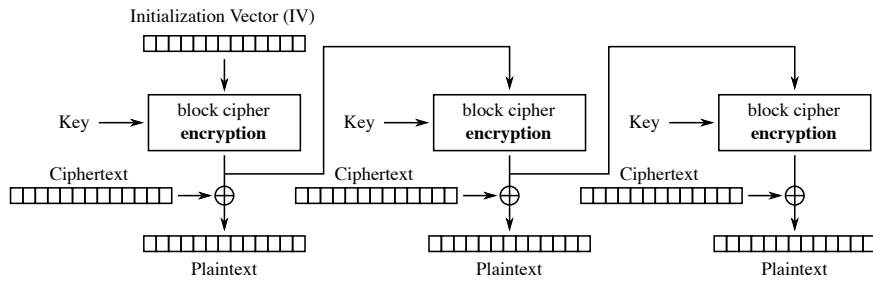 Initialization Vector (IV)
Key
block cipher
encryption
Key
block cipher
encryption
Key
block cipher
encryption
Ciphertext
Ciphertext
Ciphertext
Plaintext
Plaintext
Plaintext